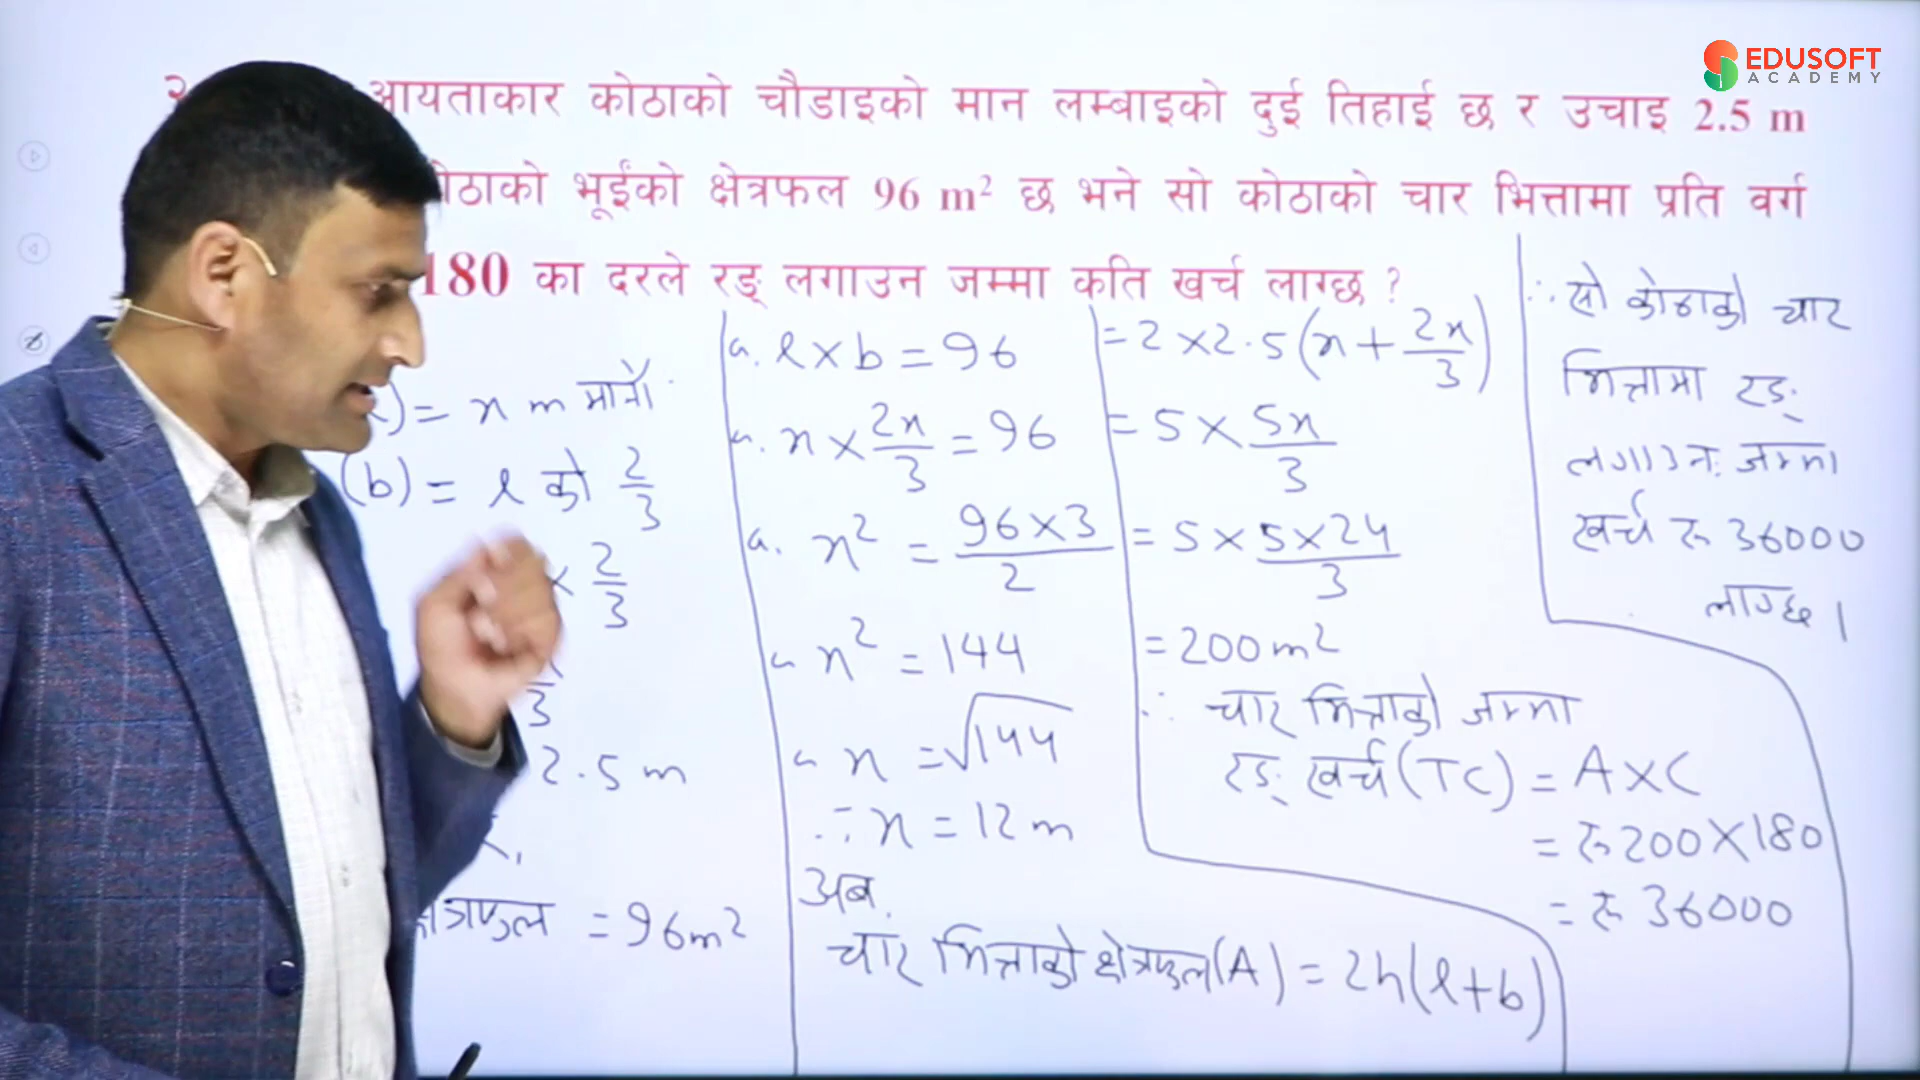 EDUSOFT
ACADEMY
आयताकार कोठाको चौडाइको मान लम्बाइको दुई तिहाई छ र उचाइ 2.5 m
क्षेत्रफल 96 m² छ भने सो कोठाको चार भित्तामा प्रति वर्ग
180 का दरले रङ् लगाउन जम्मा कति खर्च लाग्छ ?
= x m मानौं
(b) = l को 2/3
× 2/3
3
2.5 m
= 96m²
l × b = 96
x × 2x/3 = 96
x² = 96×3/2
x² = 144
x = √144
∴ x = 12 m
अब,
चार भित्ताको क्षेत्रफल (A) = 2h(l+b)
= 2×2.5(x + 2x/3)
= 5 × 5x/3
= 5 × 5×24/3
= 200 m²
∴ चार भित्ताको जम्मा
रङ् खर्च (TC) = A×C
= रु 200×180
= रु 36000
∴ सो कोठाको चार
भित्तामा रङ्
लगाउन जम्मा
खर्च रु 36000
लाग्छ ।